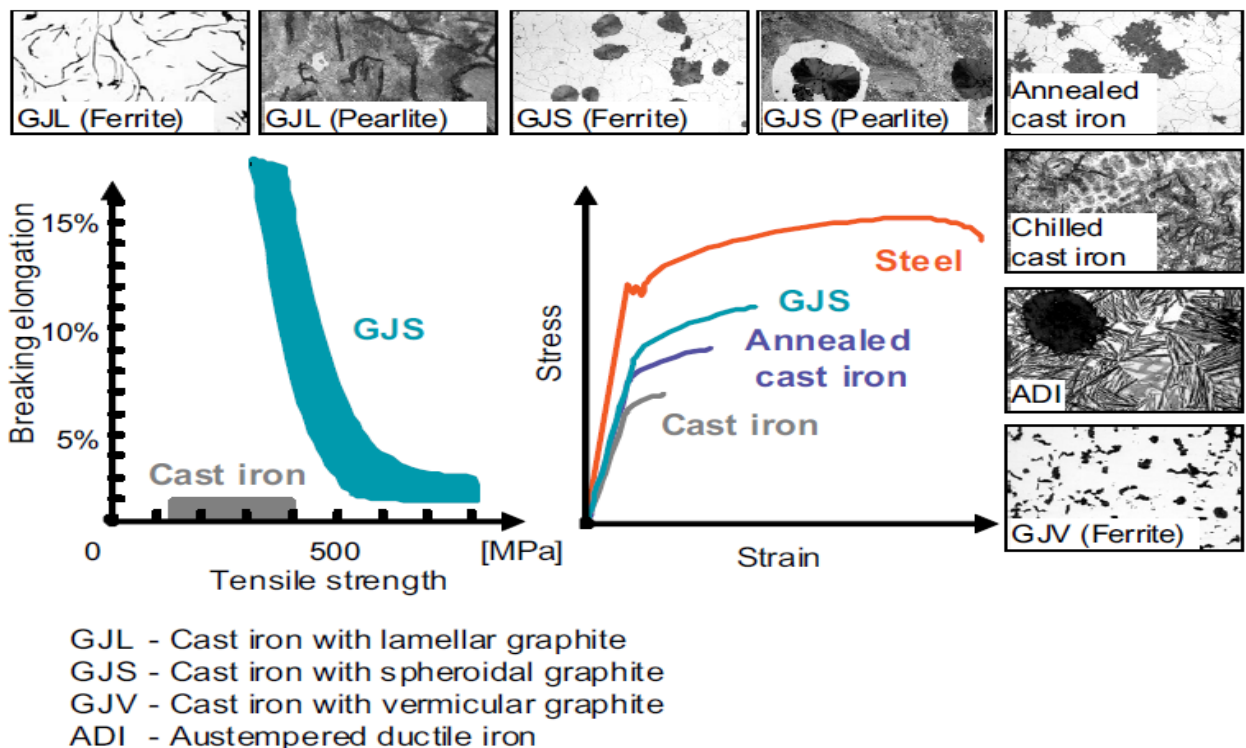 GJL (Ferrite)
GJL (Pearlite)
GJS (Ferrite)
GJS (Pearlite)
Annealed
cast iron
Chilled
cast iron
ADI
GJV (Ferrite)
Breaking elongation
15%
10%
5%
GJS
Cast iron
0
500
[MPa]
Tensile strength
Stress
Steel
GJS
Annealed
cast iron
Cast iron
Strain
GJL - Cast iron with lamellar graphite
GJS - Cast iron with spheroidal graphite
GJV - Cast iron with vermicular graphite
ADI - Austempered ductile iron